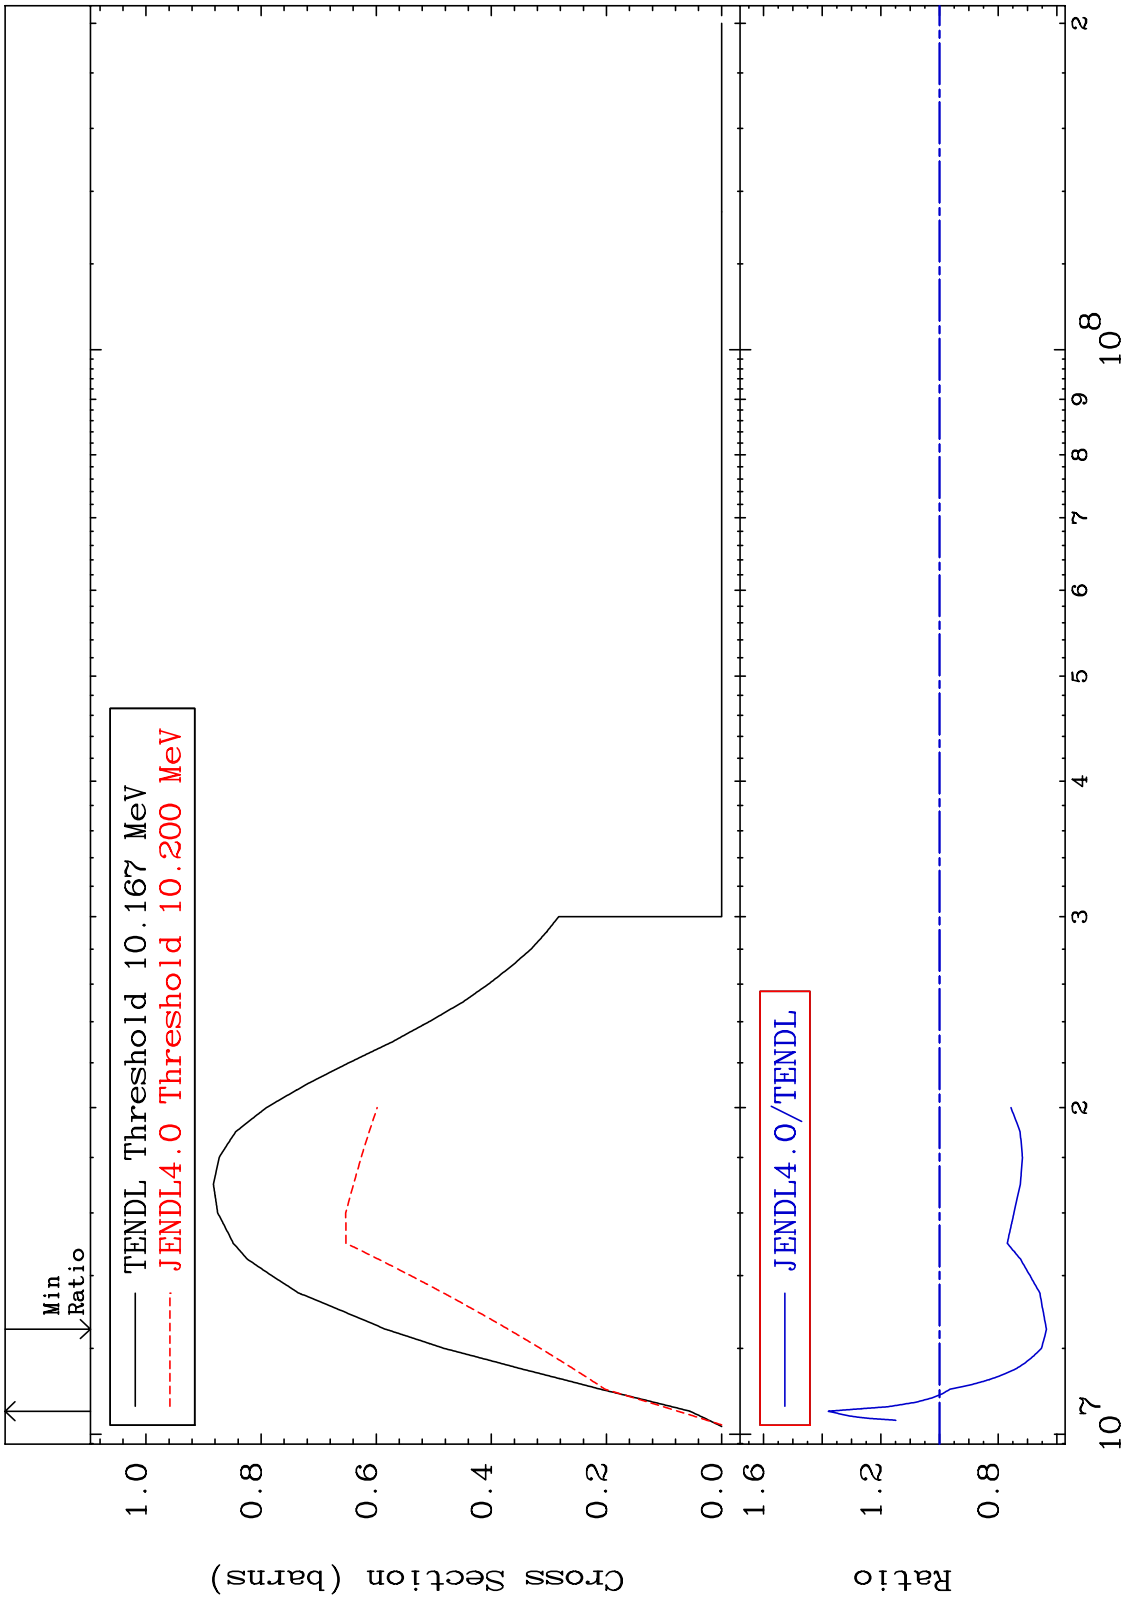 Min
Ratio
TENDL Threshold 10.167 MeV
JENDL4.0 Threshold 10.200 MeV
Cross Section (barns)
1.0
0.8
0.6
0.4
0.2
0.0
JENDL4.0/TENDL
Ratio
1.6
1.2
0.8
10^7
2
3
4
5
6
7
8
9
10^8
2